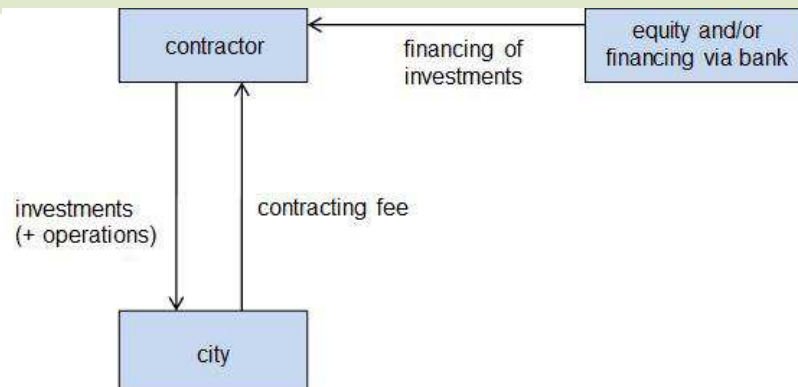 contractor
financing of
investments
equity and/or
financing via bank
investments
(+ operations)
contracting fee
city